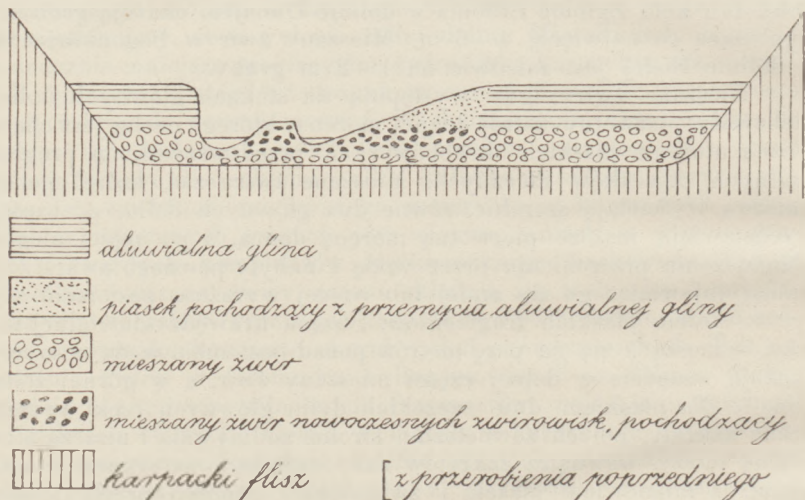 aluwialna glina
piasek, pochodzący z przemycia aluwialnej gliny
mieszany żwir
mieszany żwir nowoczesnych żwirowisk, pochodzący
karpacki flisz [z przerobienia poprzedniego